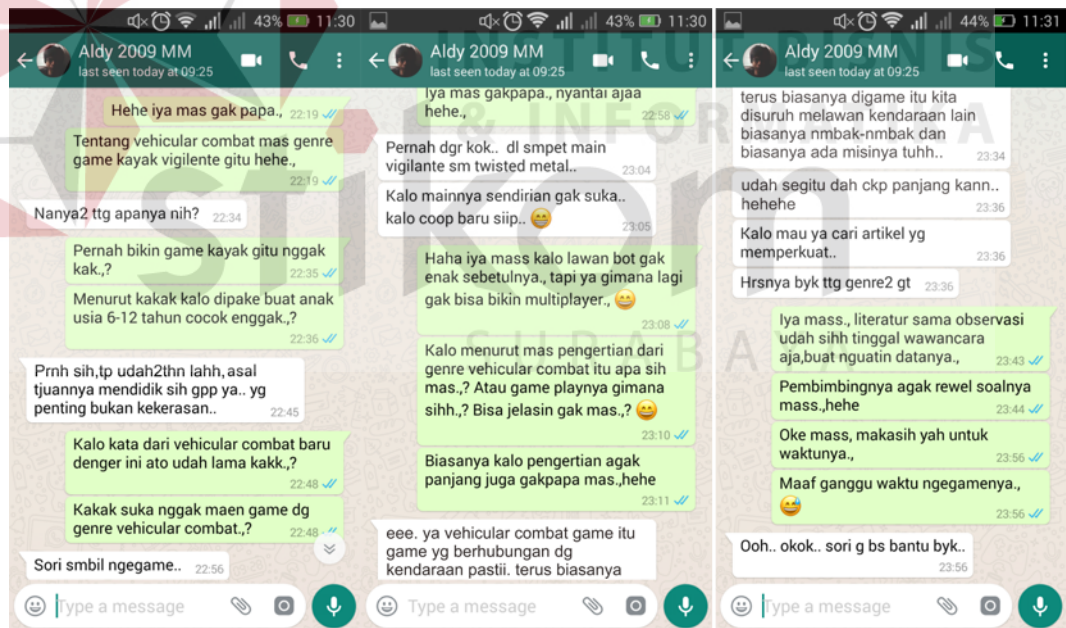 43% 11:30
Aldy 2009 MM
last seen today at 09:25
Hehe iya mas gak papa., 22:19
Tentang vehicular combat mas genre
game kayak vigilente gitu hehe.,
22:19
Nanya2 ttg apanya nih? 22:34
Pernah bikin game kayak gitu nggak
kak.,? 22:35
Menurut kakak kalo dipake buat anak
usia 6-12 tahun cocok enggak.,?
22:36
Prnh sih,tp udah2thn lahh,asal
tjuannya mendidik sih gpp ya.. yg
penting bukan kekerasan.. 22:45
Kalo kata dari vehicular combat baru
denger ini ato udah lama kakk.,?
22:48
Kakak suka nggak maen game dg
genre vehicular combat.,? 22:48
Sori smbil ngegame.. 22:56
Type a message
43% 11:30
Aldy 2009 MM
last seen today at 09:25
Iya mas gakpapa., nyantai ajaa
hehe., 22:58
Pernah dgr kok.. dl smpet main
vigilante sm twisted metal.. 23:04
Kalo mainnya sendirian gak suka..
kalo coop baru siip.. 😁 23:05
Haha iya mass kalo lawan bot gak
enak sebetulnya., tapi ya gimana lagi
gak bisa bikin multiplayer., 😄
23:08
Kalo menurut mas pengertian dari
genre vehicular combat itu apa sih
mas.,? Atau game playnya gimana
sihh.,? Bisa jelasin gak mas.,? 😄
23:10
Biasanya kalo pengertian agak
panjang juga gakpapa mas.,hehe
23:11
eee. ya vehicular combat game itu
game yg berhubungan dg
kendaraan pastii. terus biasanya
Type a message
44% 11:31
Aldy 2009 MM
last seen today at 09:25
terus biasanya digame itu kita
disuruh melawan kendaraan lain
biasanya nmbak-nmbak dan
biasanya ada misinya tuhh.. 23:34
udah segitu dah ckp panjang kann..
hehehe 23:36
Kalo mau ya cari artikel yg
memperkuat.. 23:36
Hrsnya byk ttg genre2 gt 23:36
Iya mass., literatur sama observasi
udah sihh tinggal wawancara
aja,buat nguatin datanya., 23:43
Pembimbingnya agak rewel soalnya
mass.,hehe 23:44
Oke mass, makasih yah untuk
waktunya., 23:56
Maaf ganggu waktu ngegamenya.,
😅 23:56
Ooh.. okok.. sori g bs bantu byk..
23:56
Type a message
INSTITUT BISNIS
& INFORMATIKA
stikom
SURABAYA